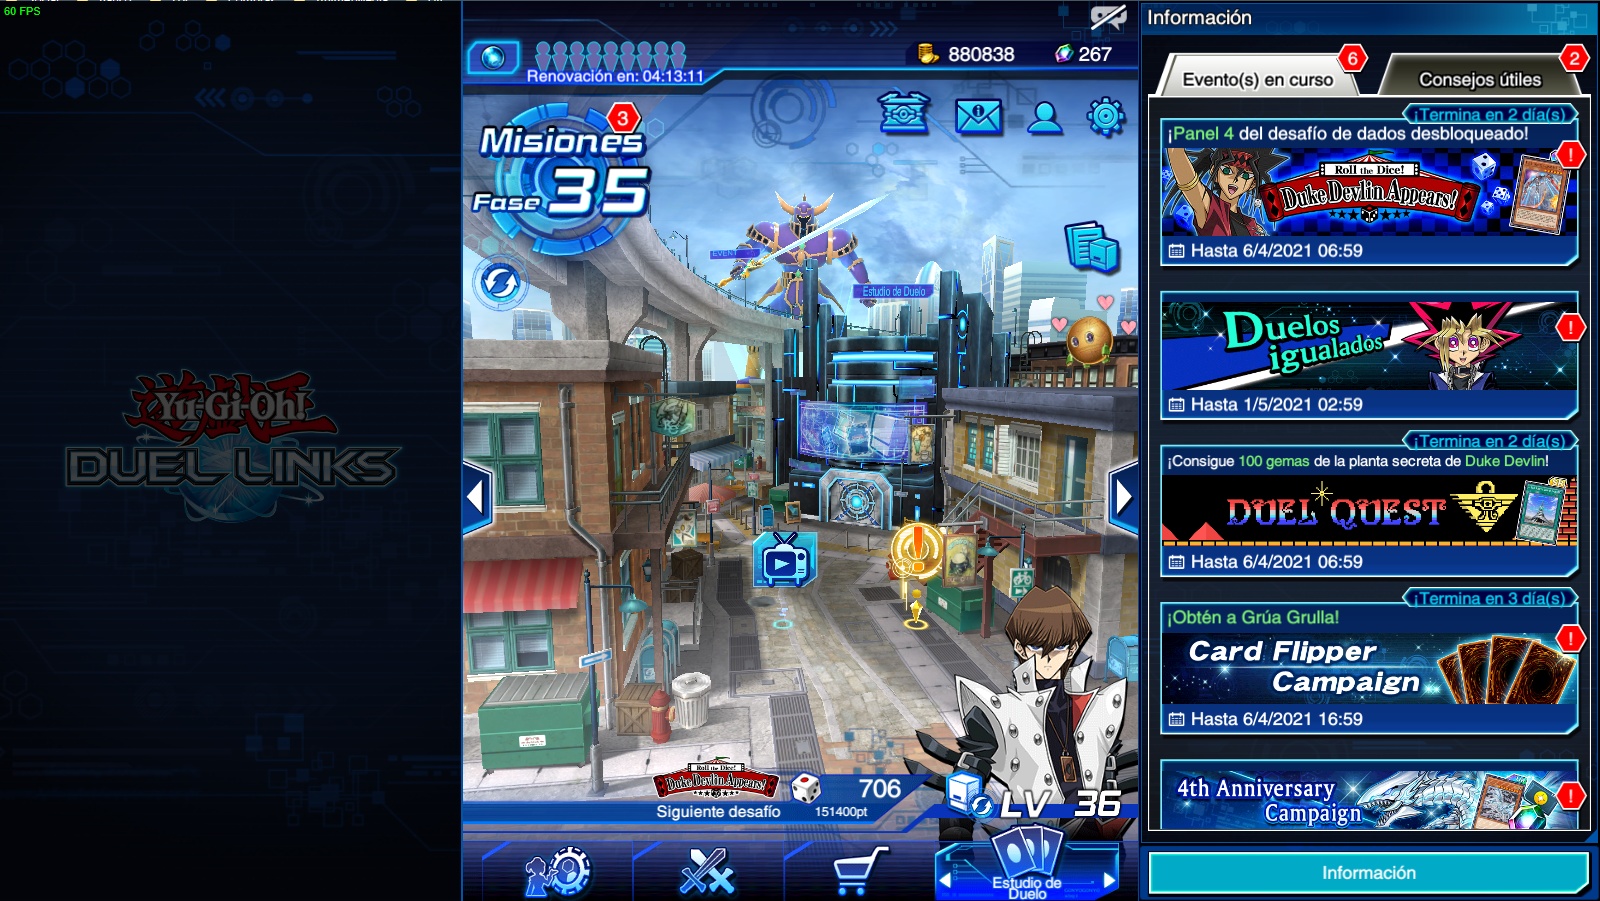 60 FPS
Yu-Gi-Oh!
DUEL LINKS
880838
267
Renovación en: 04:13:11
3
Misiones
Fase 35
EVENT
Estudio de Duelo
Roll the Dice!
Duke Devlin Appears!
706
Siguiente desafío
151400pt
LV 36
Estudio de
Duelo
Información
Evento(s) en curso
6
Consejos útiles
2
¡Termina en 2 día(s)
¡Panel 4 del desafío de dados desbloqueado!
!
Roll the Dice!
Duke Devlin Appears!
Hasta 6/4/2021 06:59
Duelos
igualados
!
Hasta 1/5/2021 02:59
¡Termina en 2 día(s)
¡Consigue 100 gemas de la planta secreta de Duke Devlin!
DUEL QUEST
Hasta 6/4/2021 06:59
¡Termina en 3 día(s)
¡Obtén a Grúa Grulla!
!
Card Flipper
Campaign
Hasta 6/4/2021 16:59
4th Anniversary
Campaign
!
Información